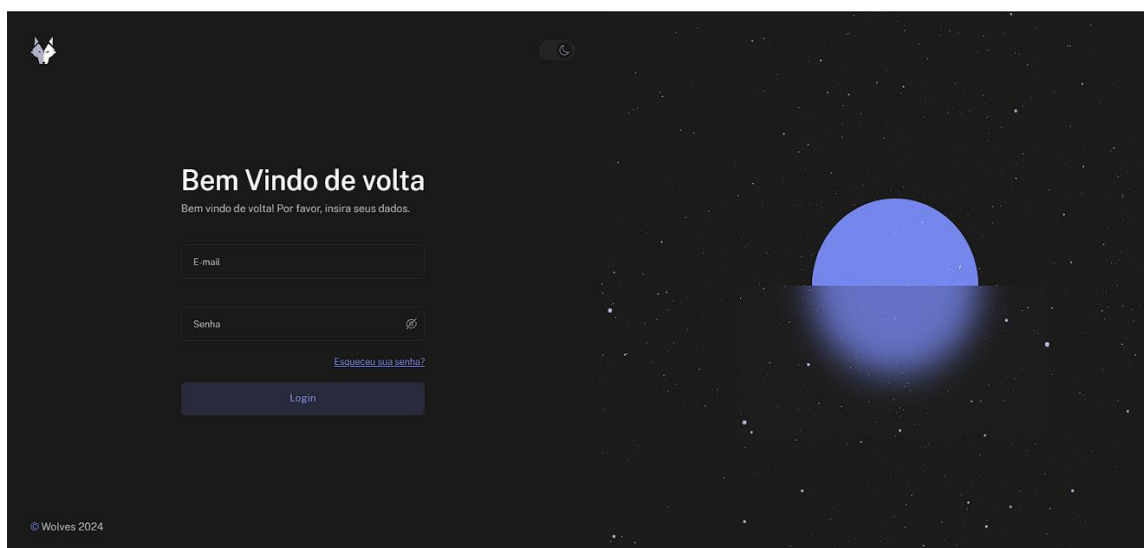 Bem Vindo de volta
Bem vindo de volta! Por favor, insira seus dados.
E-mail
Senha
Esqueceu sua senha?
Login
© Wolves 2024